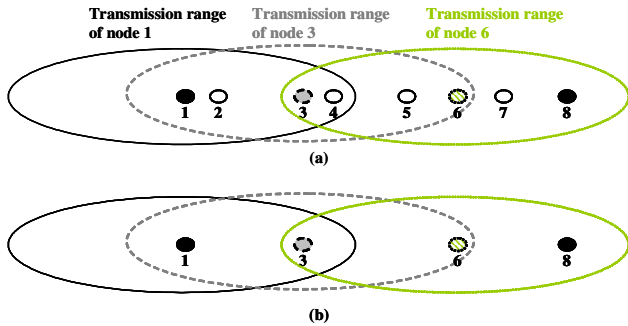 Transmission range Transmission range Transmission range
of node 1 of node 3 of node 6
1 2 3 4 5 6 7 8
(a)
1 3 6 8
(b)